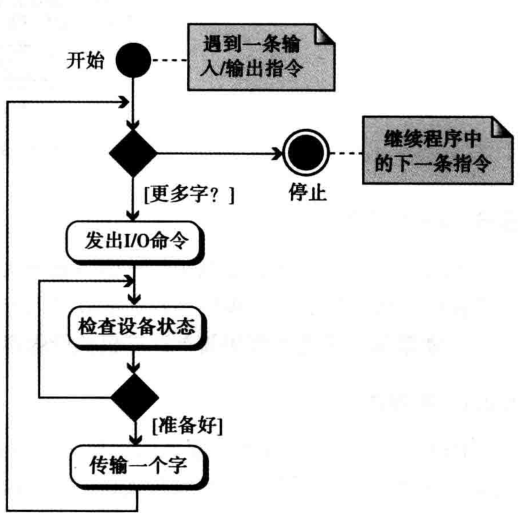 开始
遇到一条输
入/输出指令
继续程序中
的下一条指令
[更多字？]
停止
发出I/O命令
检查设备状态
[准备好]
传输一个字